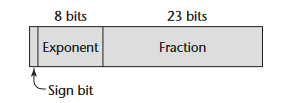 8 bits 23 bits
Exponent Fraction
Sign bit